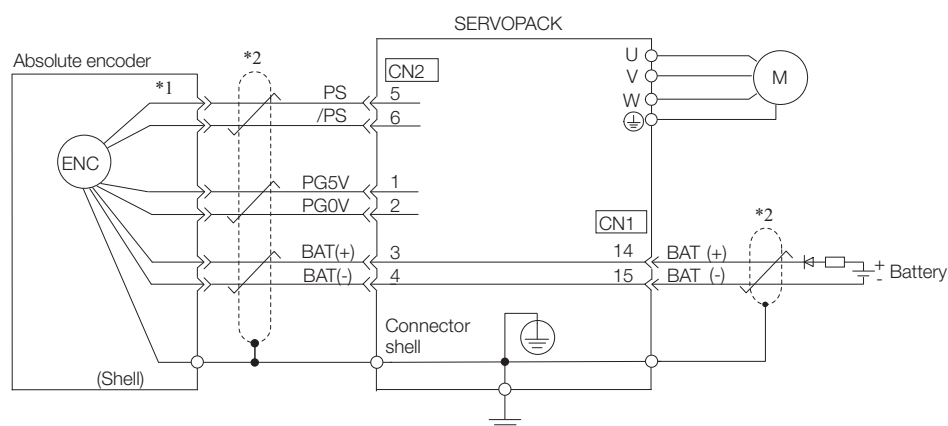 SERVOPACK
Absolute encoder
*1
*2
CN2
U
V
W
M
PS 5
/PS 6
ENC
PG5V 1
PG0V 2
CN1
*2
BAT(+) 3
14 BAT (+)
BAT(-) 4
15 BAT (-)
+
-
Battery
Connector
shell
(Shell)